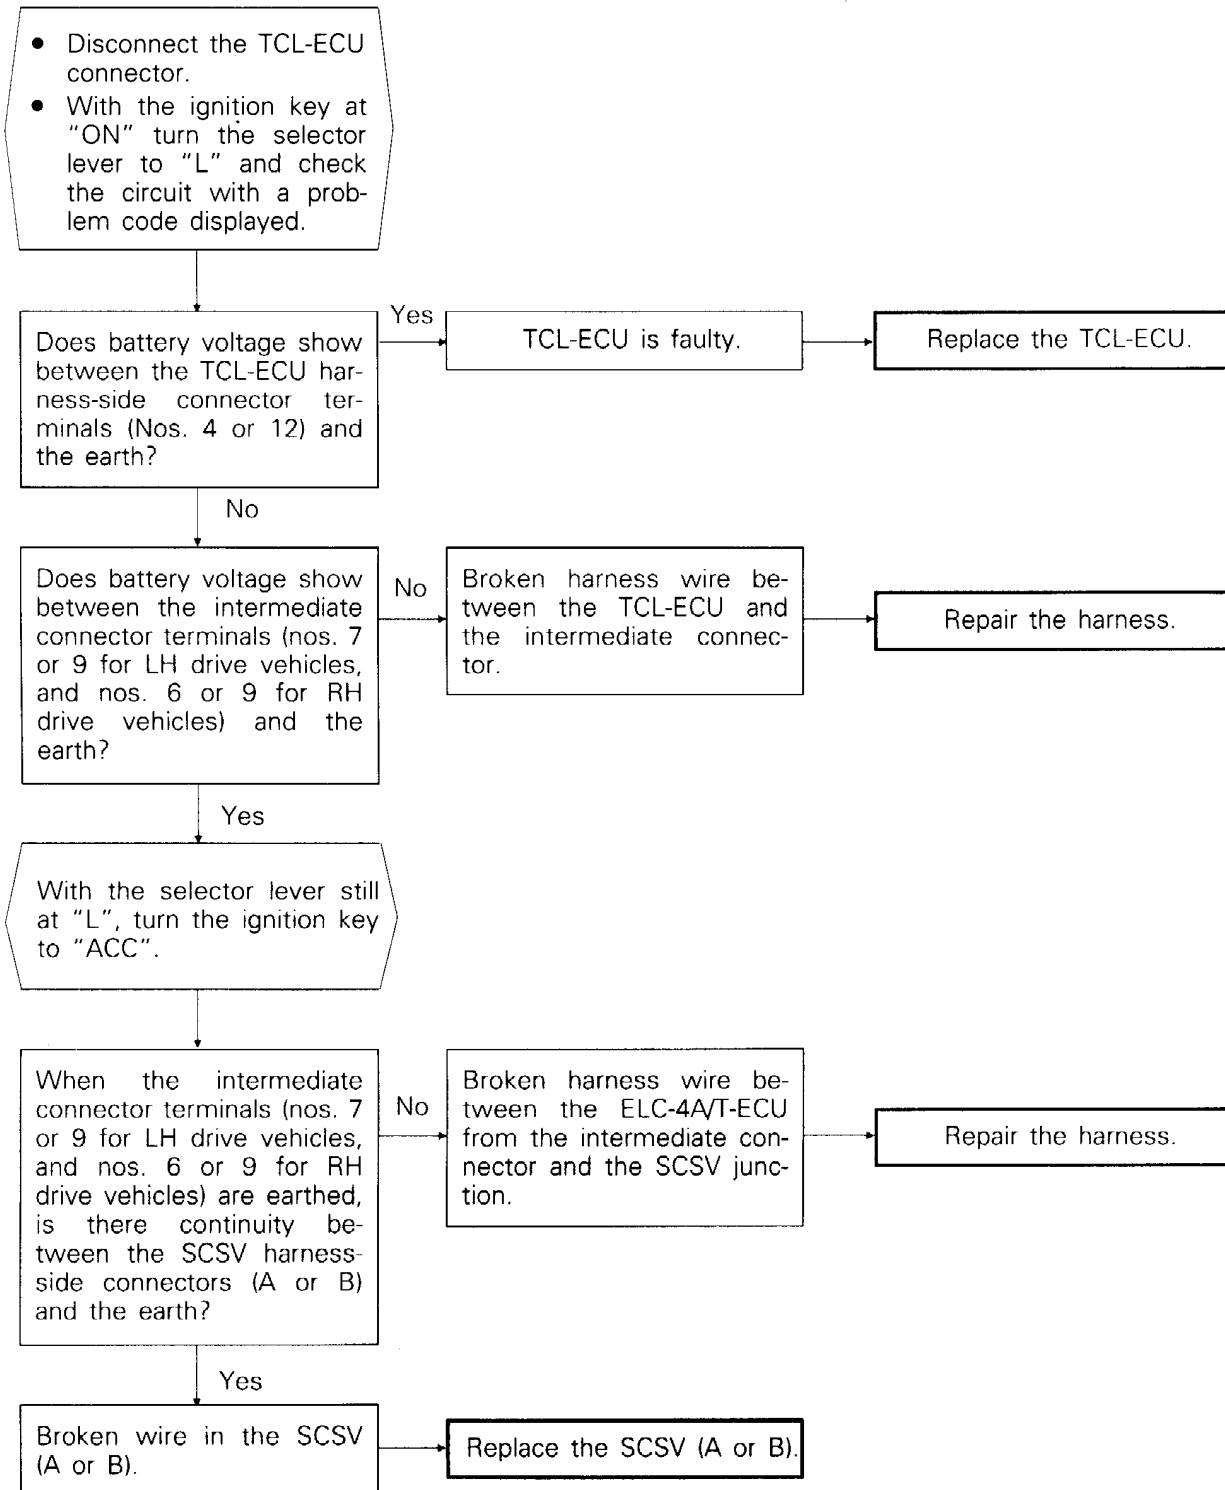 ● Disconnect the TCL-ECU
connector.
● With the ignition key at
"ON" turn the selector
lever to "L" and check
the circuit with a prob-
lem code displayed.
Does battery voltage show
between the TCL-ECU har-
ness-side connector ter-
minals (Nos. 4 or 12) and
the earth?
Yes
TCL-ECU is faulty.
Replace the TCL-ECU.
No
Does battery voltage show
between the intermediate
connector terminals (nos. 7
or 9 for LH drive vehicles,
and nos. 6 or 9 for RH
drive vehicles) and the
earth?
No
Broken harness wire be-
tween the TCL-ECU and
the intermediate connec-
tor.
Repair the harness.
Yes
With the selector lever still
at "L", turn the ignition key
to "ACC".
When the intermediate
connector terminals (nos. 7
or 9 for LH drive vehicles,
and nos. 6 or 9 for RH
drive vehicles) are earthed,
is there continuity be-
tween the SCSV harness-
side connectors (A or B)
and the earth?
No
Broken harness wire be-
tween the ELC-4A/T-ECU
from the intermediate con-
nector and the SCSV junc-
tion.
Repair the harness.
Yes
Broken wire in the SCSV
(A or B).
Replace the SCSV (A or B).